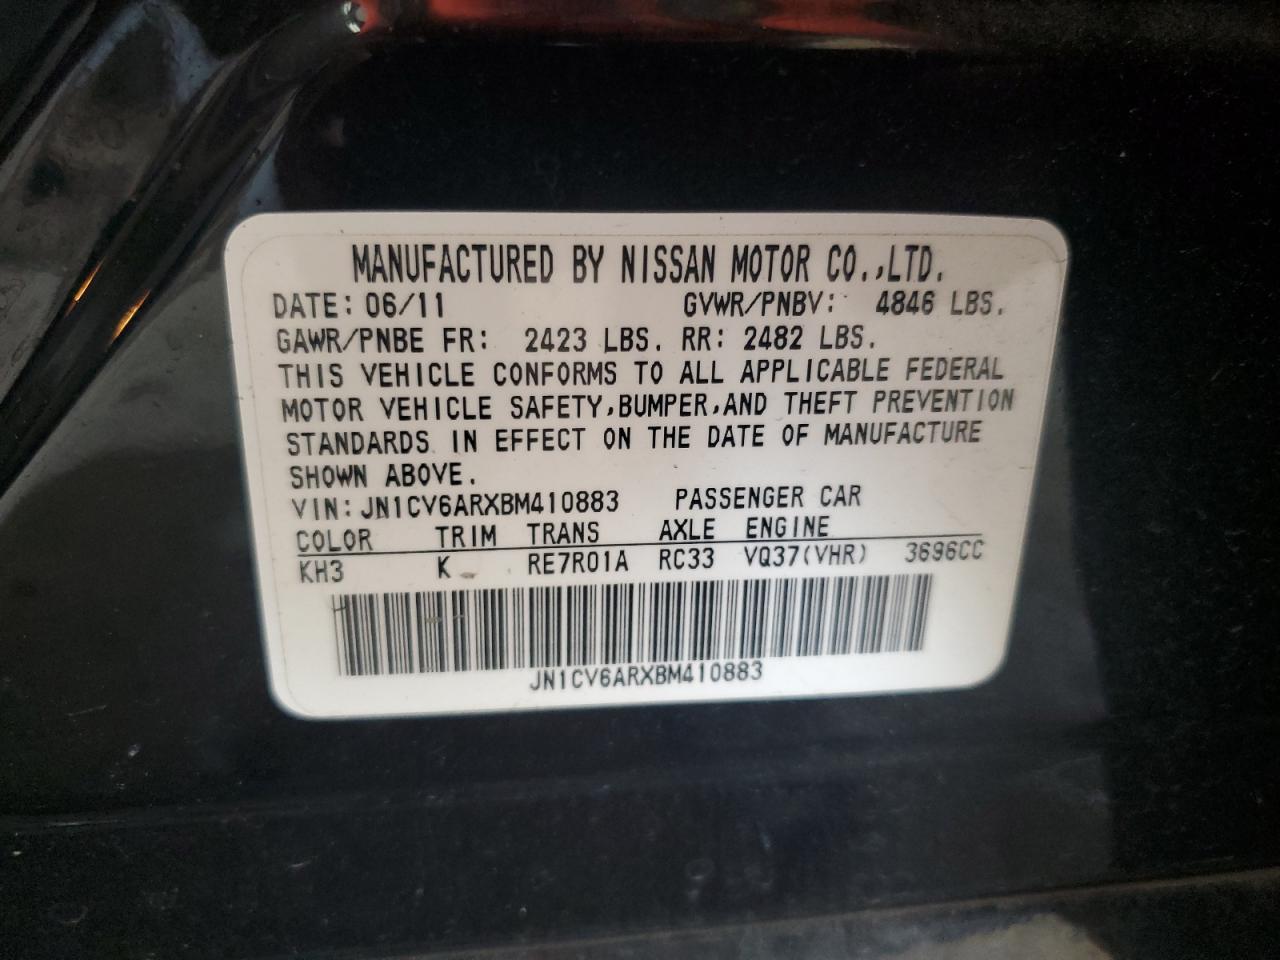 MANUFACTURED BY NISSAN MOTOR CO.,LTD.
DATE: 06/11 GVWR/PNBV: 4846 LBS.
GAWR/PNBE FR: 2423 LBS. RR: 2482 LBS.
THIS VEHICLE CONFORMS TO ALL APPLICABLE FEDERAL
MOTOR VEHICLE SAFETY,BUMPER,AND THEFT PREVENTION
STANDARDS IN EFFECT ON THE DATE OF MANUFACTURE
SHOWN ABOVE.
VIN: JN1CV6ARXBM410883 PASSENGER CAR
COLOR TRIM TRANS AXLE ENGINE
KH3 K RE7R01A RC33 VQ37(VHR) 3696CC
JN1CV6ARXBM410883